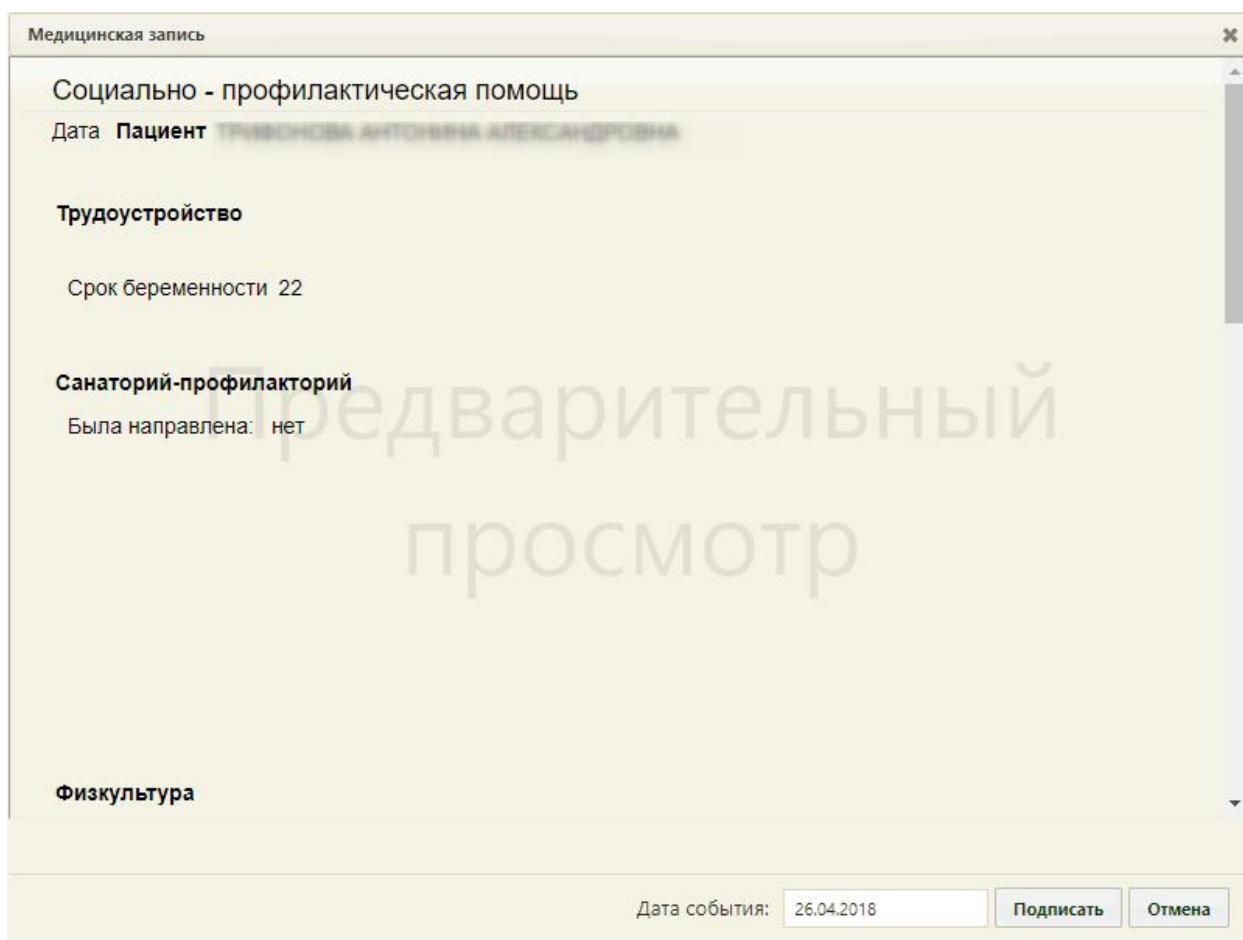 Медицинская запись
Социально - профилактическая помощь
Дата Пациент
Трудоустройство
Срок беременности 22
Санаторий-профилакторий
Была направлена: нет
Предварительный
просмотр
Физкультура
Дата события: 26.04.2018 Подписать Отмена